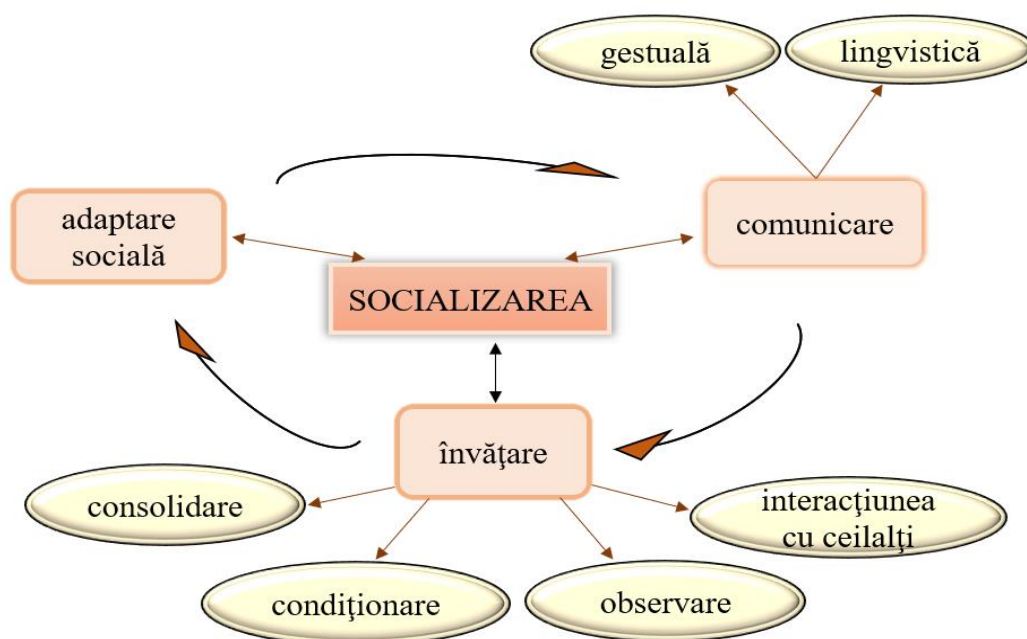 gestuală
lingvistică
adaptare
socială
comunicare
SOCIALIZAREA
învăţare
consolidare
interacţiunea
cu ceilalţi
condiţionare
observare